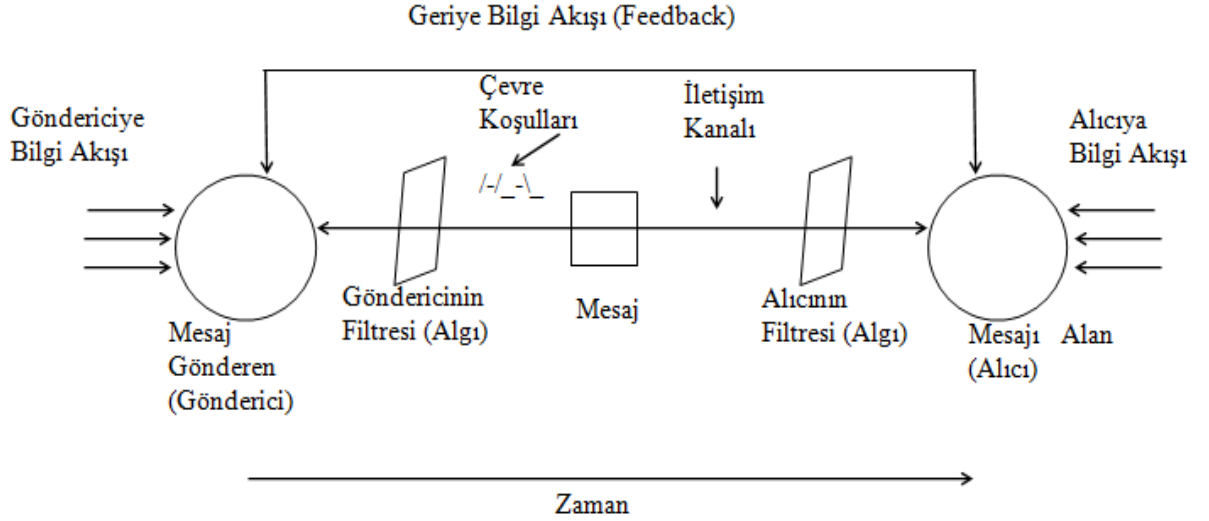 Geriye Bilgi Akışı (Feedback)
Göndericiye
Bilgi Akışı
Çevre
Koşulları
/-/_-\_
İletişim
Kanalı
Alıcıya
Bilgi Akışı
Mesaj
Gönderen
(Gönderici)
Göndericinin
Filtresi (Algı)
Mesaj
Alıcının
Filtresi (Algı)
Mesajı Alan
(Alıcı)
Zaman